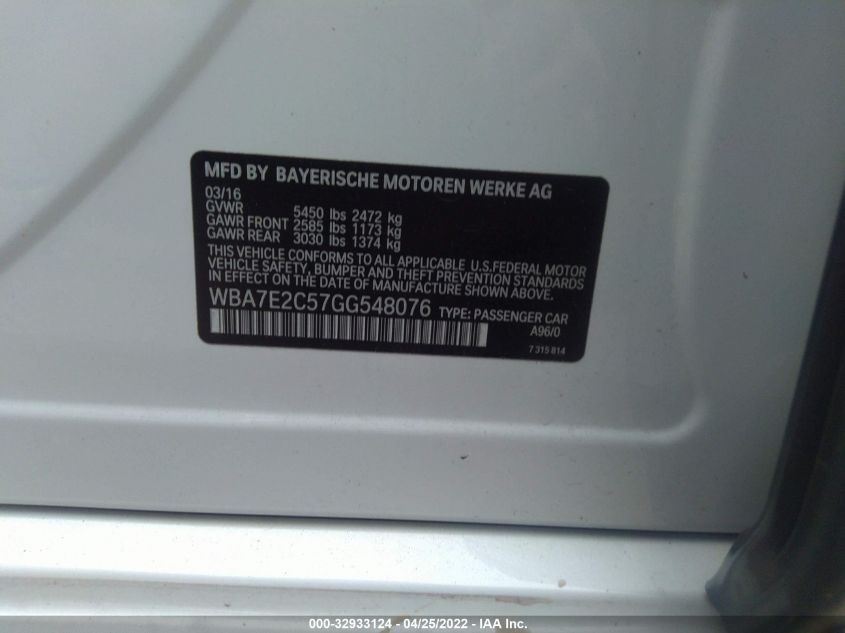 MFD BY BAYERISCHE MOTOREN WERKE AG
03/16
GVWR 5450 lbs 2472 kg
GAWR FRONT 2585 lbs 1173 kg
GAWR REAR 3030 lbs 1374 kg
THIS VEHICLE CONFORMS TO ALL APPLICABLE U.S.FEDERAL MOTOR
VEHICLE SAFETY, BUMPER AND THEFT PREVENTION STANDARDS
IN EFFECT ON THE DATE OF MANUFACTURE SHOWN ABOVE.
WBA7E2C57GG548076 TYPE: PASSENGER CAR
A96/0
7 315 814
000-32933124 - 04/25/2022 - IAA Inc.